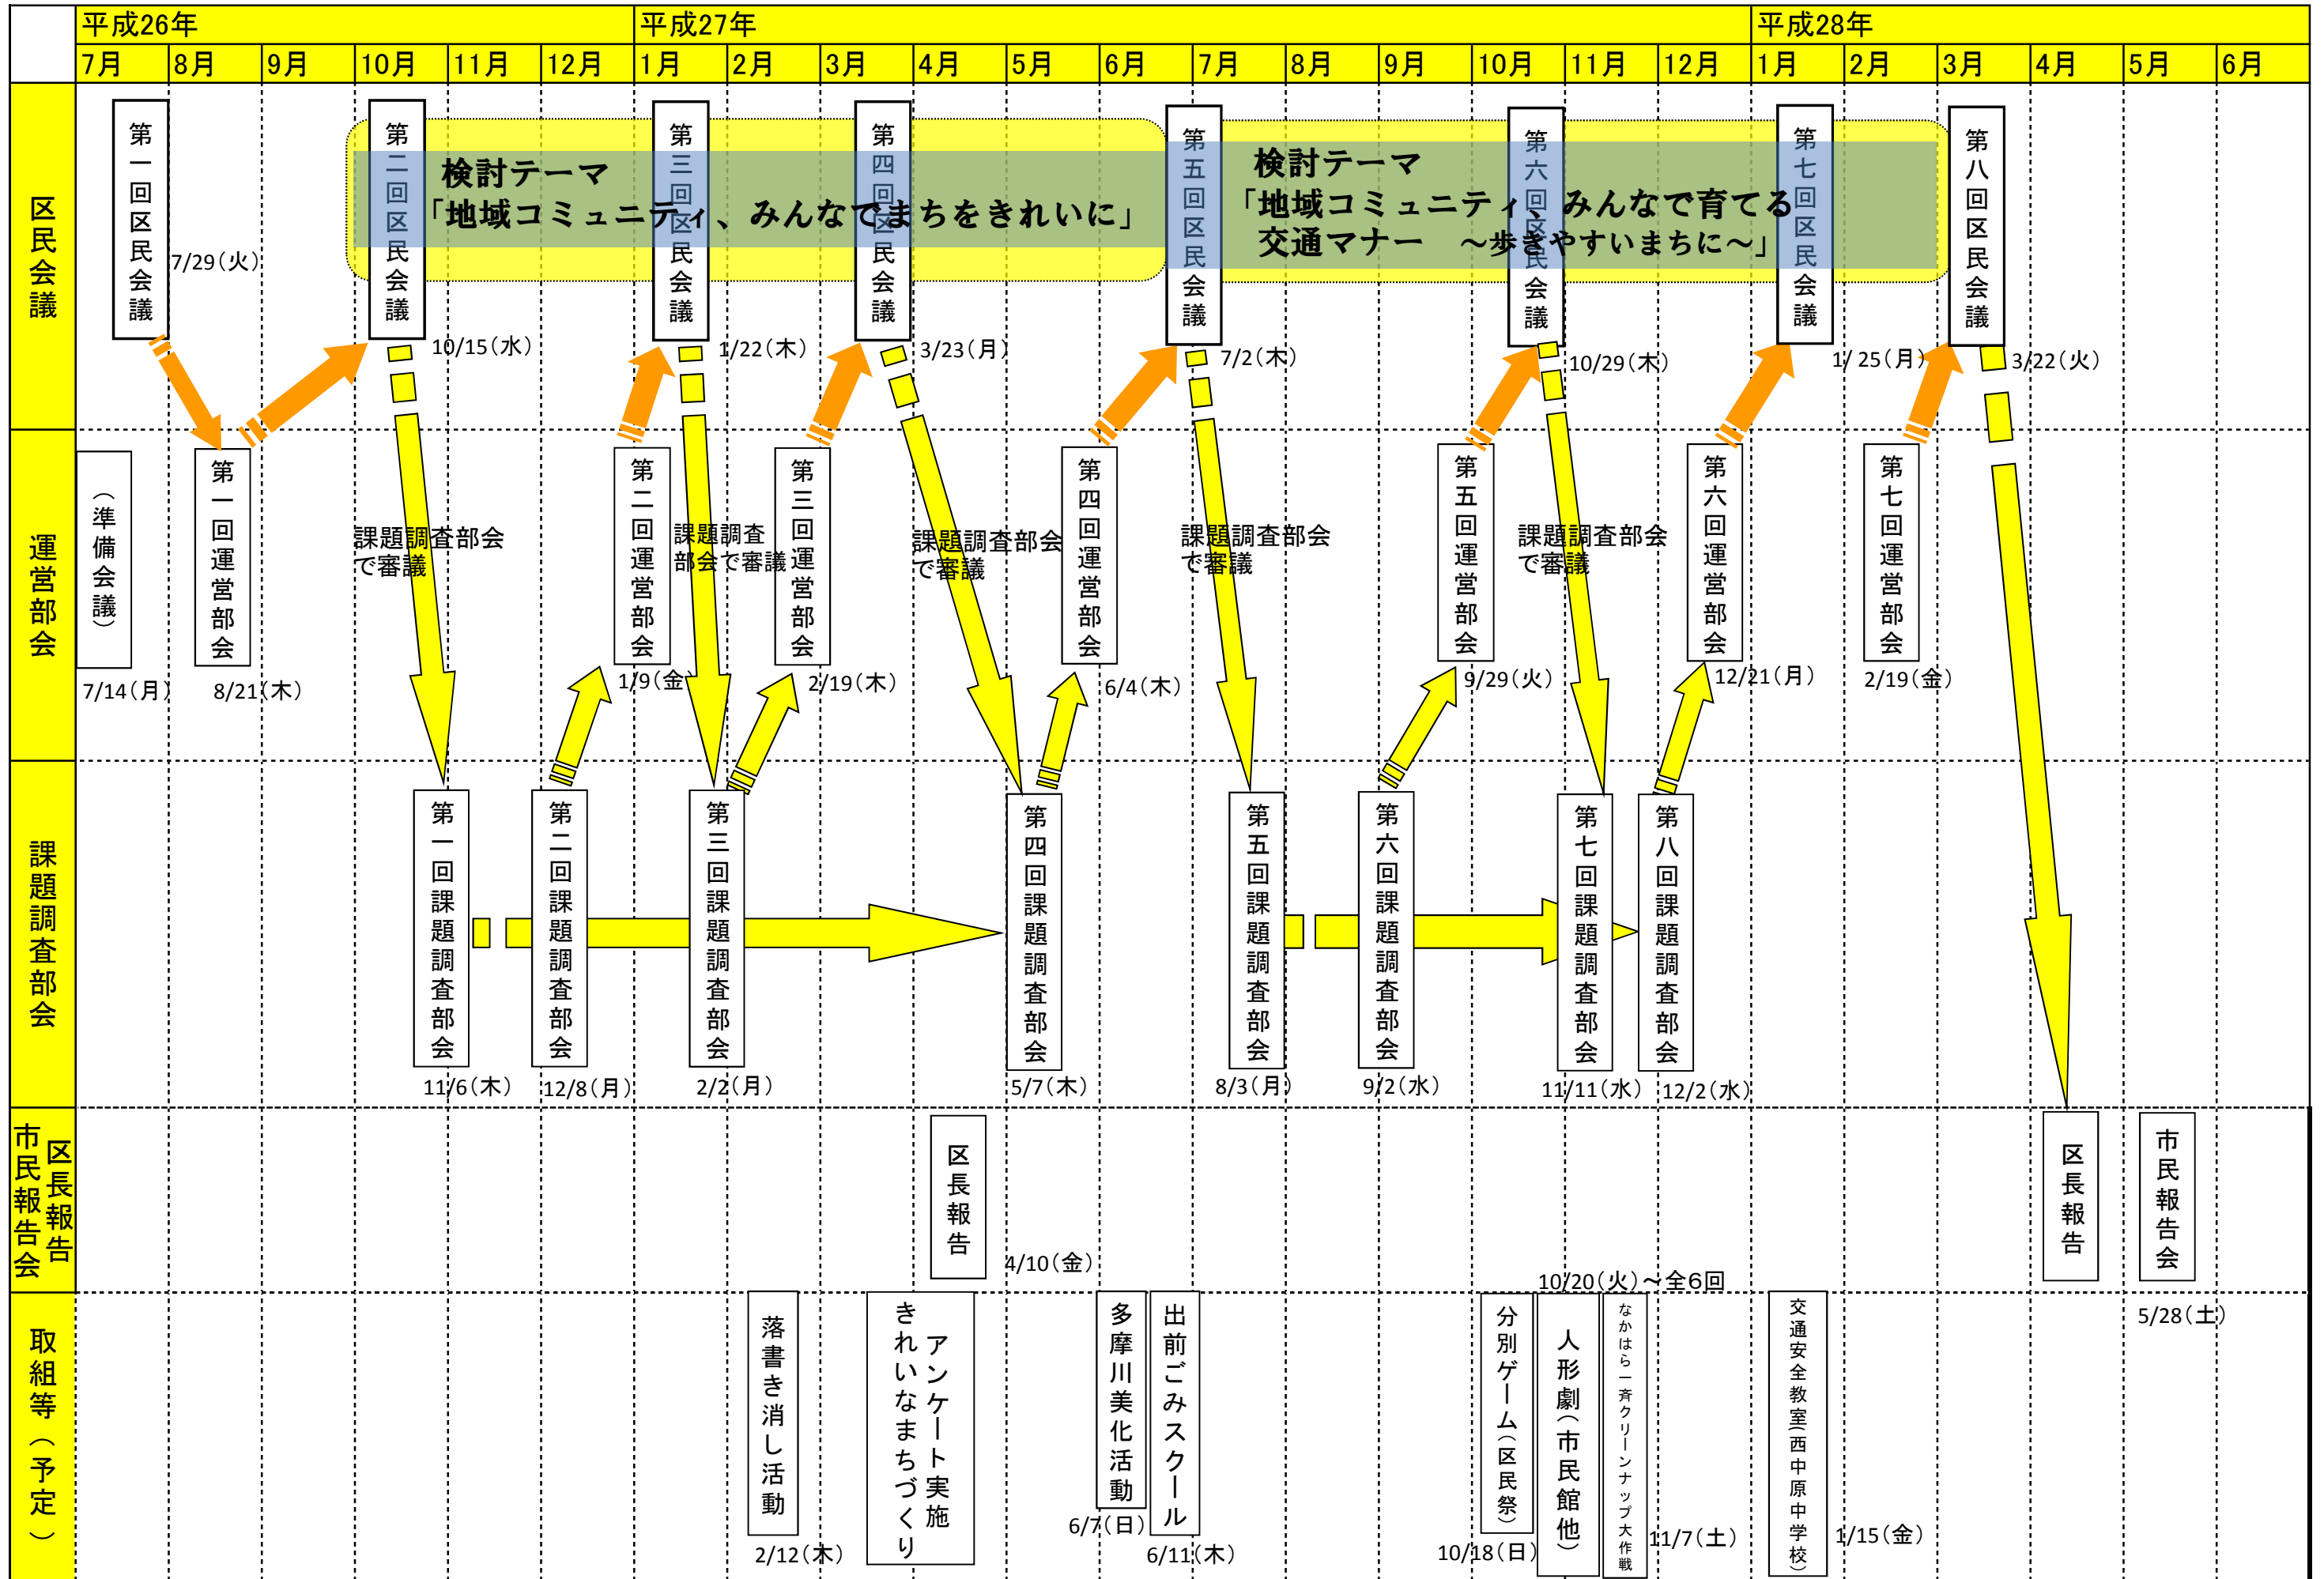 平成26年
平成27年
平成28年
7月 8月 9月 10月 11月 12月 1月 2月 3月 4月 5月 6月 7月 8月 9月 10月 11月 12月 1月 2月 3月 4月 5月 6月
区民会議
第一回区民会議
7/29(火)
第二回区民会議
10/15(水)
第三回区民会議
1/22(木)
第四回区民会議
3/23(月)
第五回区民会議
7/2(木)
第六回区民会議
10/29(木)
第七回区民会議
1/25(月)
第八回区民会議
3/22(火)
検討テーマ
「地域コミュニティ、みんなでまちをきれいに」
検討テーマ
「地域コミュニティ、みんなで育てる
交通マナー ～歩きやすいまちに～」
運営部会
(準備会議)
7/14(月)
第一回運営部会
8/21(木)
課題調査部会
で審議
第二回運営部会
1/9(金)
課題調査
部会で審議
第三回運営部会
2/19(木)
課題調査部会
で審議
第四回運営部会
6/4(木)
課題調査部会
で審議
第五回運営部会
9/29(火)
課題調査部会
で審議
第六回運営部会
12/21(月)
第七回運営部会
2/19(金)
課題調査部会
第一回課題調査部会
11/6(木)
第二回課題調査部会
12/8(月)
第三回課題調査部会
2/2(月)
第四回課題調査部会
5/7(木)
第五回課題調査部会
8/3(月)
第六回課題調査部会
9/2(水)
第七回課題調査部会
11/11(水)
第八回課題調査部会
12/2(水)
区長報告
市民報告会
区長報告
4/10(金)
区長報告
市民報告会
5/28(土)
取組等(予定)
落書き消し活動
2/12(木)
アンケート実施
きれいなまちづくり
多摩川美化活動
6/7(日)
出前ごみスクール
6/11(木)
分別ゲーム(区民祭)
10/18(日)
10/20(火)～全6回
人形劇(市民館他)
なかはら一斉クリーンナップ大作戦
11/7(土)
交通安全教室(西中原中学校)
1/15(金)